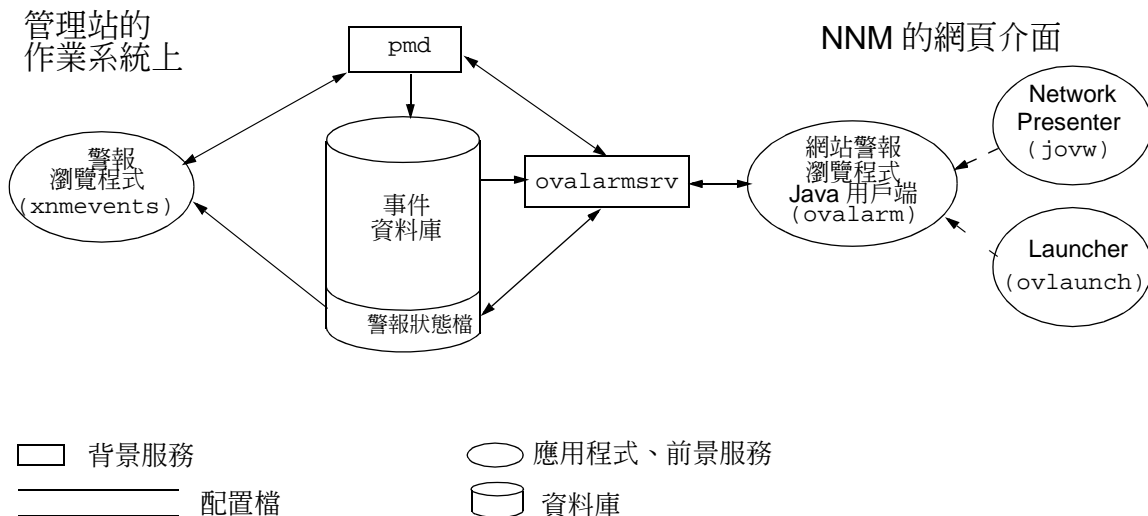 管理站的
作業系統上
pmd
NNM 的網頁介面
警報
瀏覽程式
(xnmevents)
事件
資料庫
警報狀態檔
ovalarmsrv
網站警報
瀏覽程式
Java 用戶端
(ovalarm)
Network
Presenter
(jovw)
Launcher
(ovlaunch)
背景服務
應用程式、前景服務
配置檔
資料庫